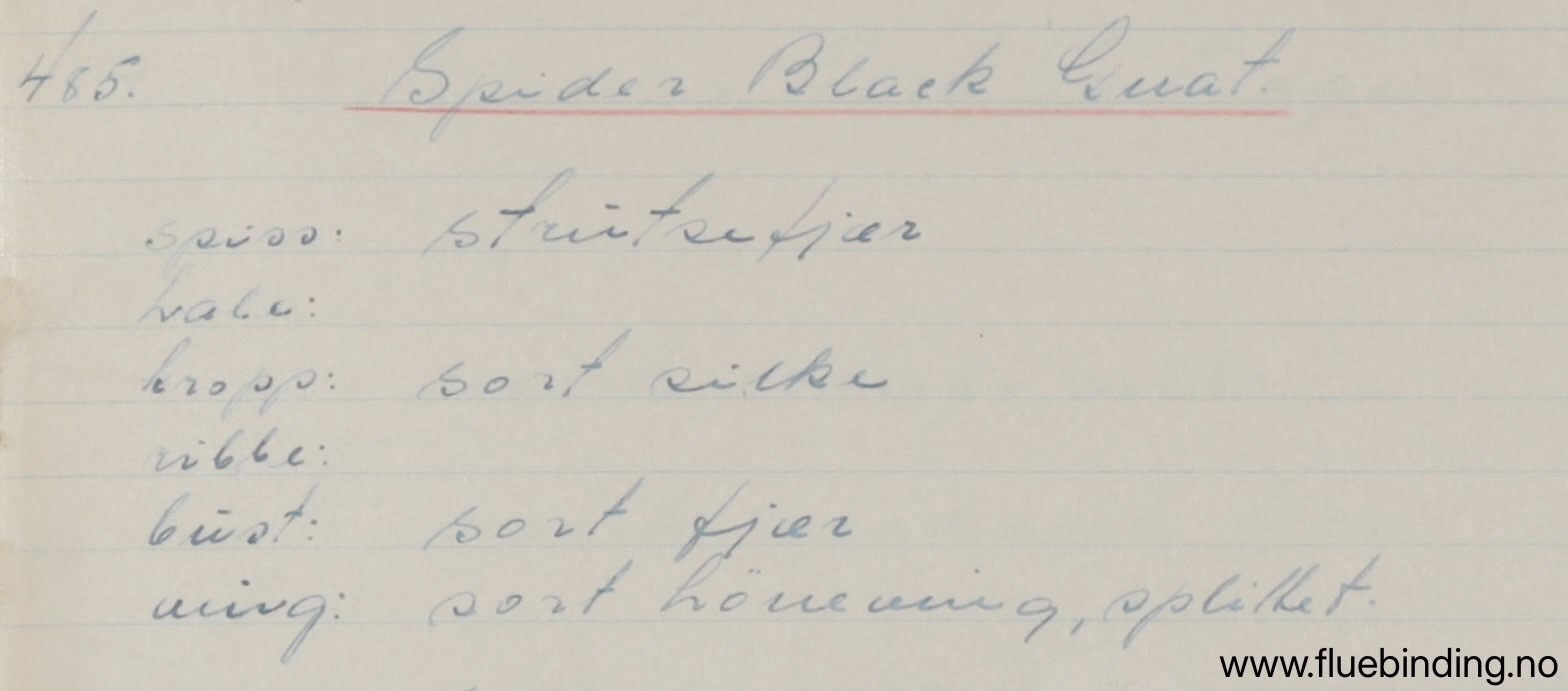 485. Spider Black Gnat.
spiss: strutsefjær
hale:
kropp: sort silke
ribbe:
bust: sort fjær
ving: sort höneving, splittet.
www.fluebinding.no